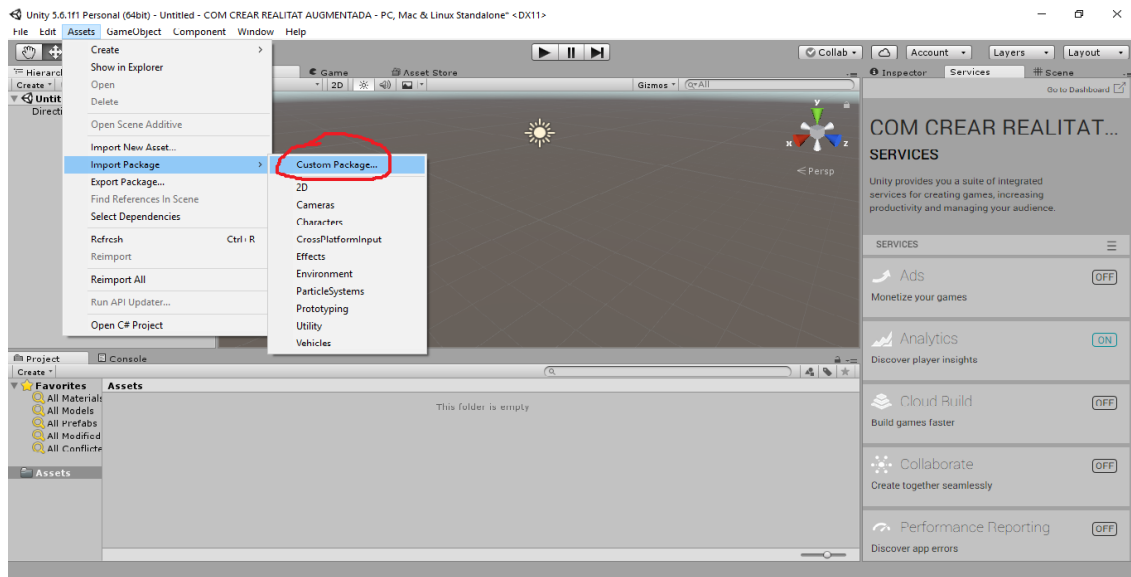 Unity 5.6.1f1 Personal (64bit) - Untitled - COM CREAR REALITAT AUGMENTADA - PC, Mac & Linux Standalone* <DX11>
File Edit Assets GameObject Component Window Help
Collab Account Layers Layout
Create
Show in Explorer
Open
Delete
Open Scene Additive
Import New Asset...
Import Package
Export Package...
Find References In Scene
Select Dependencies
Refresh Ctrl+R
Reimport
Reimport All
Run API Updater...
Open C# Project
Custom Package...
2D
Cameras
Characters
CrossPlatformInput
Effects
Environment
ParticleSystems
Prototyping
Utility
Vehicles
Hierarc
Create
Untit
Directi
Game Asset Store
2D Gizmos All
y
x z
Persp
Inspector Services Scene
Go to Dashboard
COM CREAR REALITAT...
SERVICES
Unity provides you a suite of integrated
services for creating games, increasing
productivity and managing your audience.
SERVICES
Ads OFF
Monetize your games
Analytics ON
Discover player insights
Cloud Build OFF
Build games faster
Collaborate OFF
Create together seamlessly
Performance Reporting OFF
Discover app errors
Project Console
Create
Favorites
All Materials
All Models
All Prefabs
All Modified
All Conflicte
Assets
Assets
This folder is empty